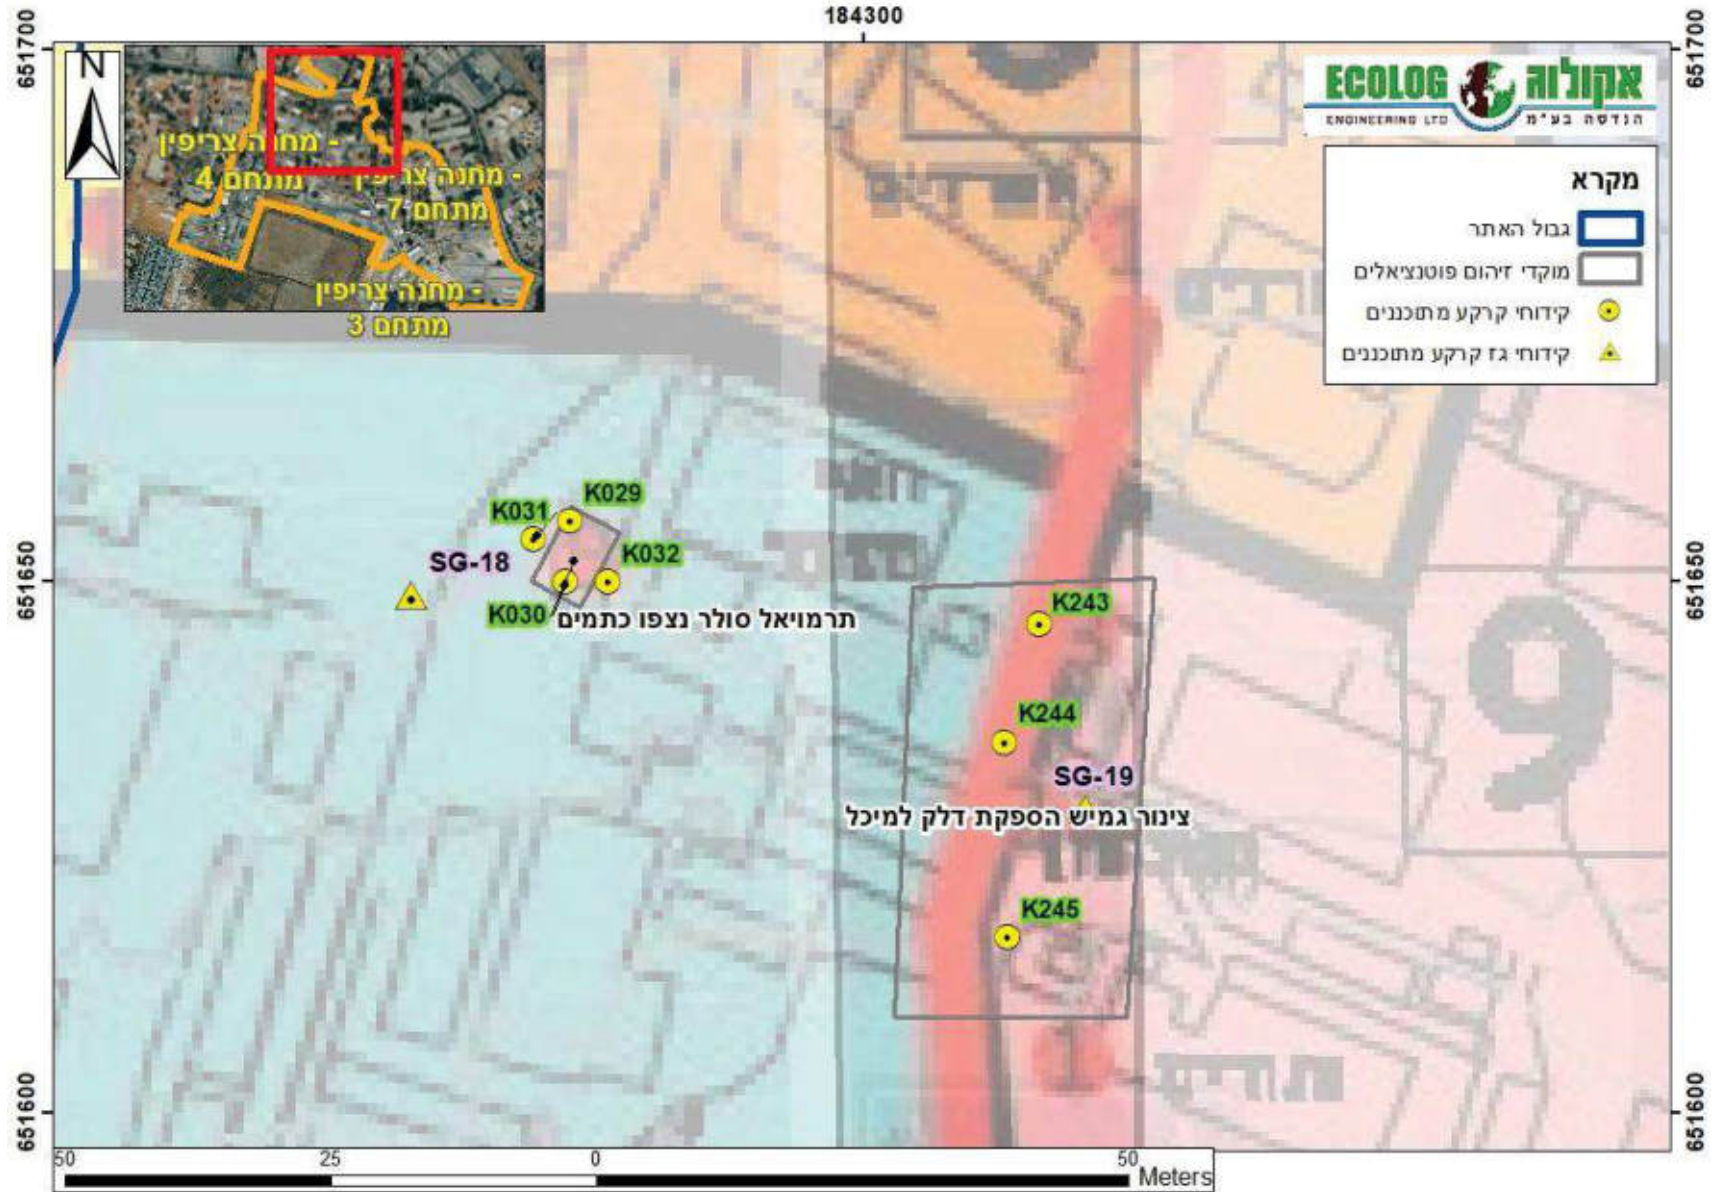 184300
651700
651700
N
מחנה צריפין -
מתחם 4
מחנה צריפין -
מתחם 7
מחנה צריפין -
מתחם 3
ECOLOG
ENGINEERING LTD
אקולוג
הנדסה בע"מ
מקרא
גבול האתר
מוקדי זיהום פוטנציאלים
קידוחי קרקע מתוכננים
קידוחי גז קרקע מתוכננים
K029
K031
K032
SG-18
K030
תרמויאל סולר נצפו כתמים
651650
651650
K243
K244
SG-19
צינור גמיש הספקת דלק למיכל
K245
9
651600
651600
50
25
0
50
Meters